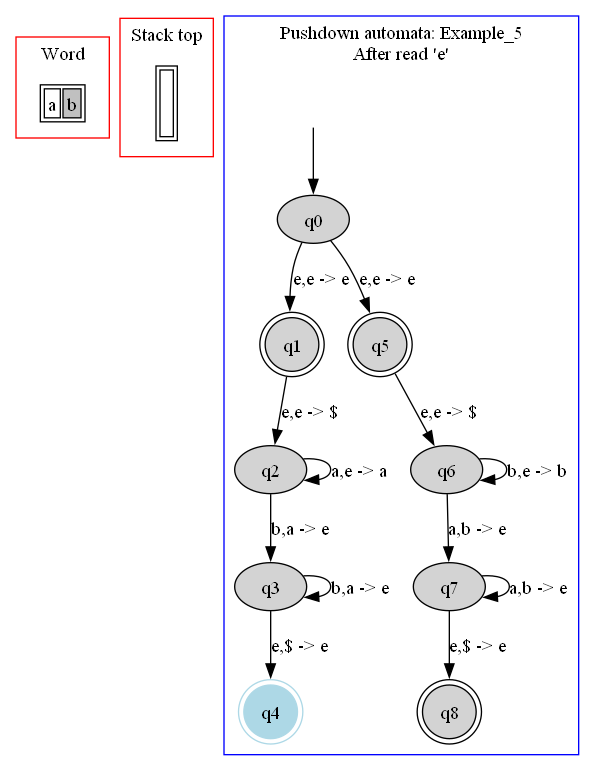 Word
a b
Stack top
Pushdown automata: Example_5
After read 'e'
q0
e,e -> e
e,e -> e
q1
q5
e,e -> $
e,e -> $
q2
a,e -> a
q6
b,e -> b
b,a -> e
a,b -> e
q3
b,a -> e
q7
a,b -> e
e,$ -> e
e,$ -> e
q4
q8